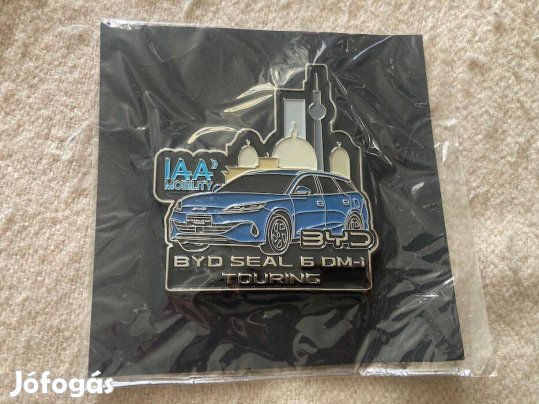 IAA
MOBILITY
BYD
BYD SEAL 6 DM-i
TOURING
Jófogás